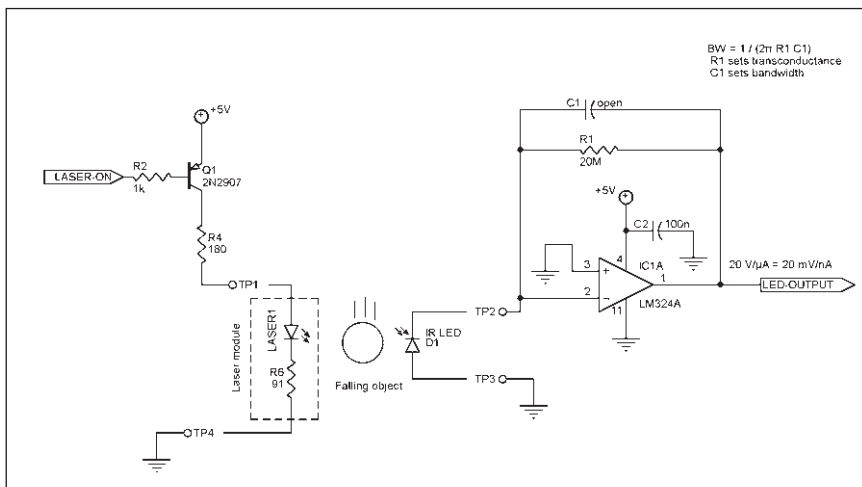 BW = 1 / (2π R1 C1)
R1 sets transconductance
C1 sets bandwidth
C1
open
+5V
R1
20M
R2
1k
Q1
2N2907
LASER-ON
+5V
C2
100n
R4
180
3
+
4
IC1A
1
20 V/µA = 20 mV/nA
LED-OUTPUT
2
−
11
LM324A
TP1
TP2
Laser module
LASER1
IR LED
D1
R6
91
Falling object
TP3
TP4